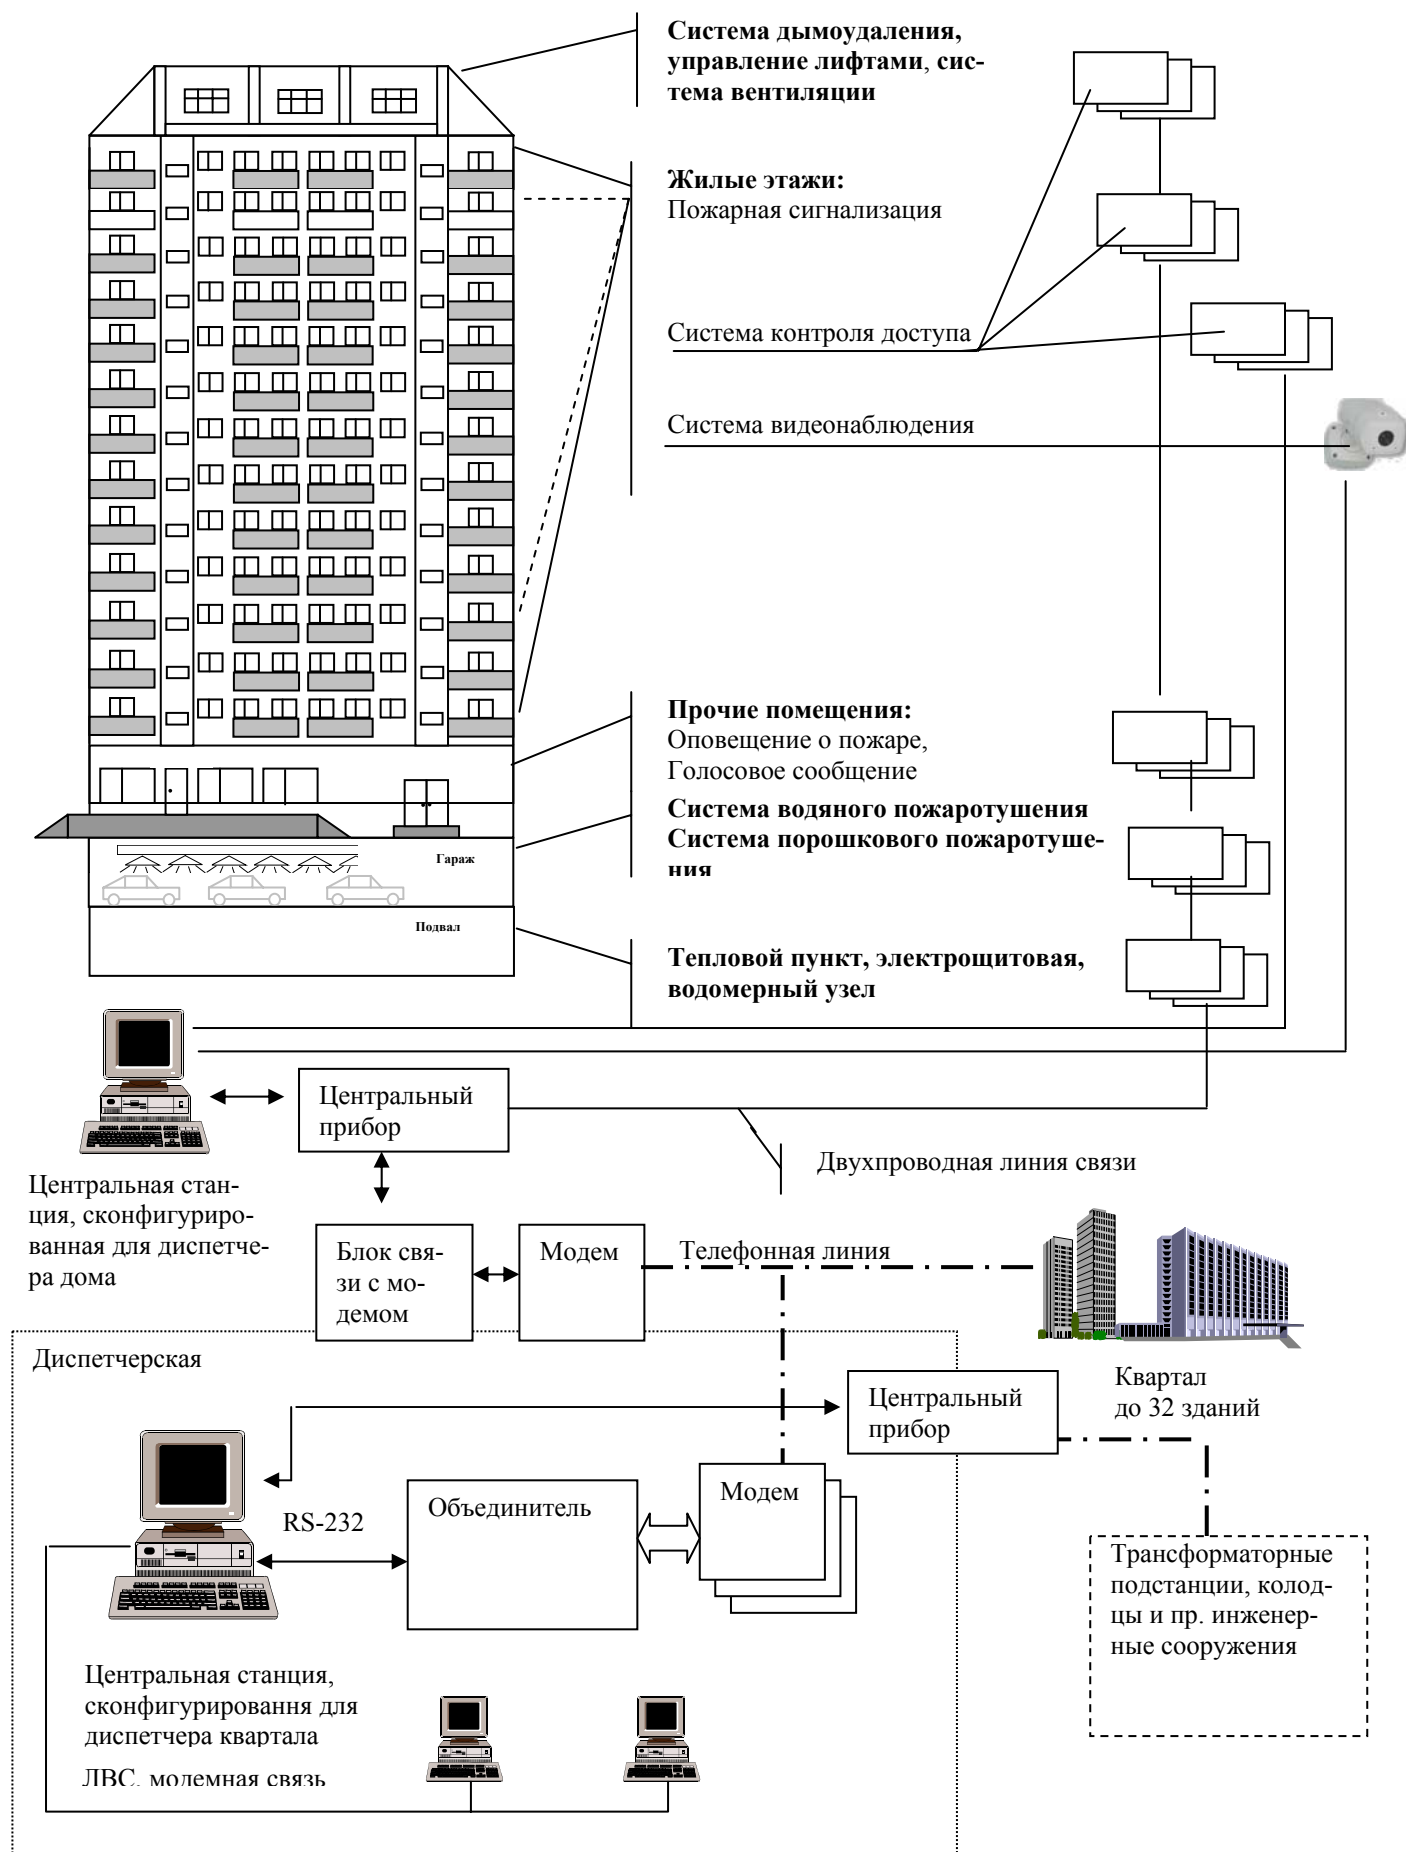 Система дымоудаления,
управление лифтами, сис-
тема вентиляции
Жилые этажи:
Пожарная сигнализация
Система контроля доступа
Система видеонаблюдения
Прочие помещения:
Оповещение о пожаре,
Голосовое сообщение
Система водяного пожаротушения
Система порошкового пожаротуше-
ния
Гараж
Подвал
Тепловой пункт, электрощитовая,
водомерный узел
Центральный
прибор
Двухпроводная линия связи
Центральная стан-
ция, сконфигуриро-
ванная для диспетче-
ра дома
Блок свя-
зи с мо-
демом
Модем
Телефонная линия
Квартал
до 32 зданий
Диспетчерская
Центральный
прибор
RS-232
Объединитель
Модем
Трансформаторные
подстанции, колод-
цы и пр. инженер-
ные сооружения
Центральная станция,
сконфигурировання для
диспетчера квартала
ЛВС, модемная связь